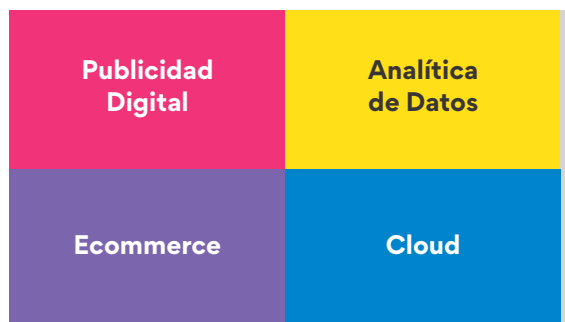 Publicidad
Digital
Analítica
de Datos
Ecommerce
Cloud